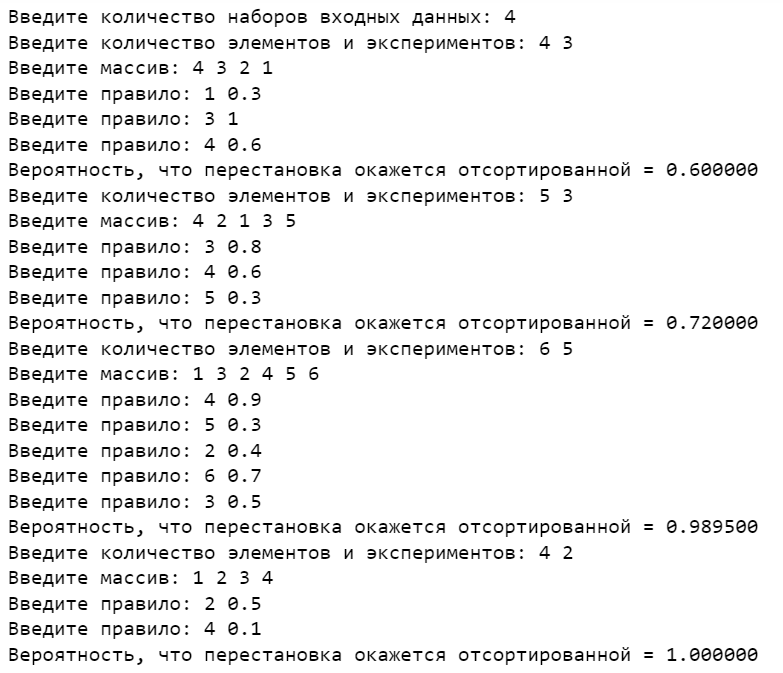 Введите количество наборов входных данных: 4
Введите количество элементов и экспериментов: 4 3
Введите массив: 4 3 2 1
Введите правило: 1 0.3
Введите правило: 3 1
Введите правило: 4 0.6
Вероятность, что перестановка окажется отсортированной = 0.600000
Введите количество элементов и экспериментов: 5 3
Введите массив: 4 2 1 3 5
Введите правило: 3 0.8
Введите правило: 4 0.6
Введите правило: 5 0.3
Вероятность, что перестановка окажется отсортированной = 0.720000
Введите количество элементов и экспериментов: 6 5
Введите массив: 1 3 2 4 5 6
Введите правило: 4 0.9
Введите правило: 5 0.3
Введите правило: 2 0.4
Введите правило: 6 0.7
Введите правило: 3 0.5
Вероятность, что перестановка окажется отсортированной = 0.989500
Введите количество элементов и экспериментов: 4 2
Введите массив: 1 2 3 4
Введите правило: 2 0.5
Введите правило: 4 0.1
Вероятность, что перестановка окажется отсортированной = 1.000000